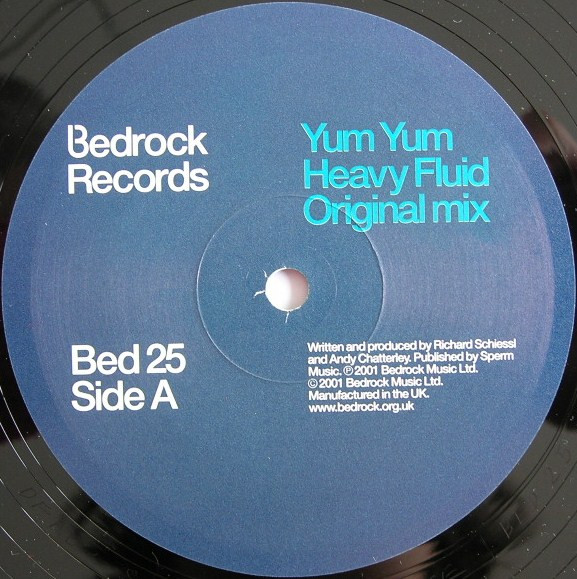 Bedrock
Records
Yum Yum
Heavy Fluid
Original mix
Bed 25
Side A
Written and produced by Richard Schiessl
and Andy Chatterley. Published by Sperm
Music. ℗ 2001 Bedrock Music Ltd.
© 2001 Bedrock Music Ltd.
Manufactured in the UK.
www.bedrock.org.uk